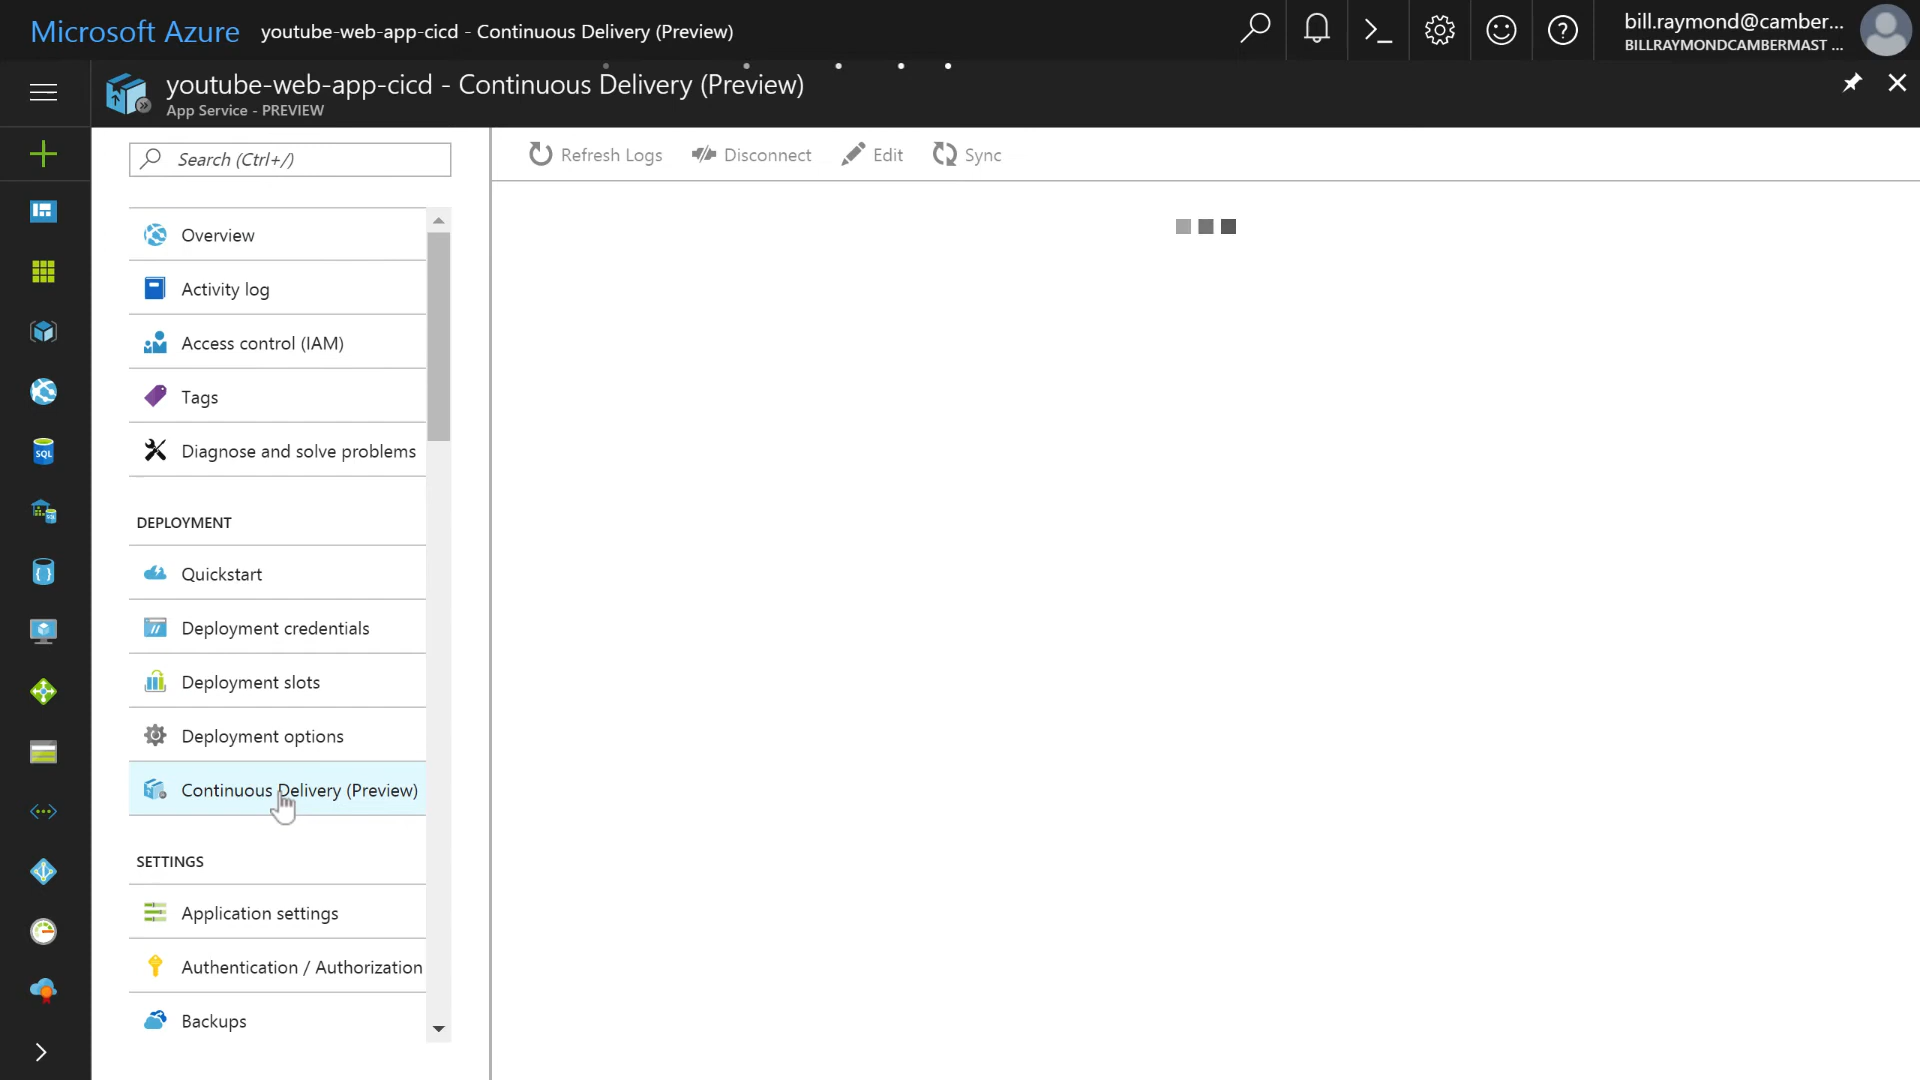 Microsoft Azure youtube-web-app-cicd - Continuous Delivery (Preview)
bill.raymond@camber...
BILLRAYMONDCAMBERMAST ...
youtube-web-app-cicd - Continuous Delivery (Preview)
App Service - PREVIEW
Search (Ctrl+/)
Refresh Logs Disconnect Edit Sync
Overview
Activity log
Access control (IAM)
Tags
Diagnose and solve problems
DEPLOYMENT
Quickstart
Deployment credentials
Deployment slots
Deployment options
Continuous Delivery (Preview)
SETTINGS
Application settings
Authentication / Authorization
Backups
SQL
SQL